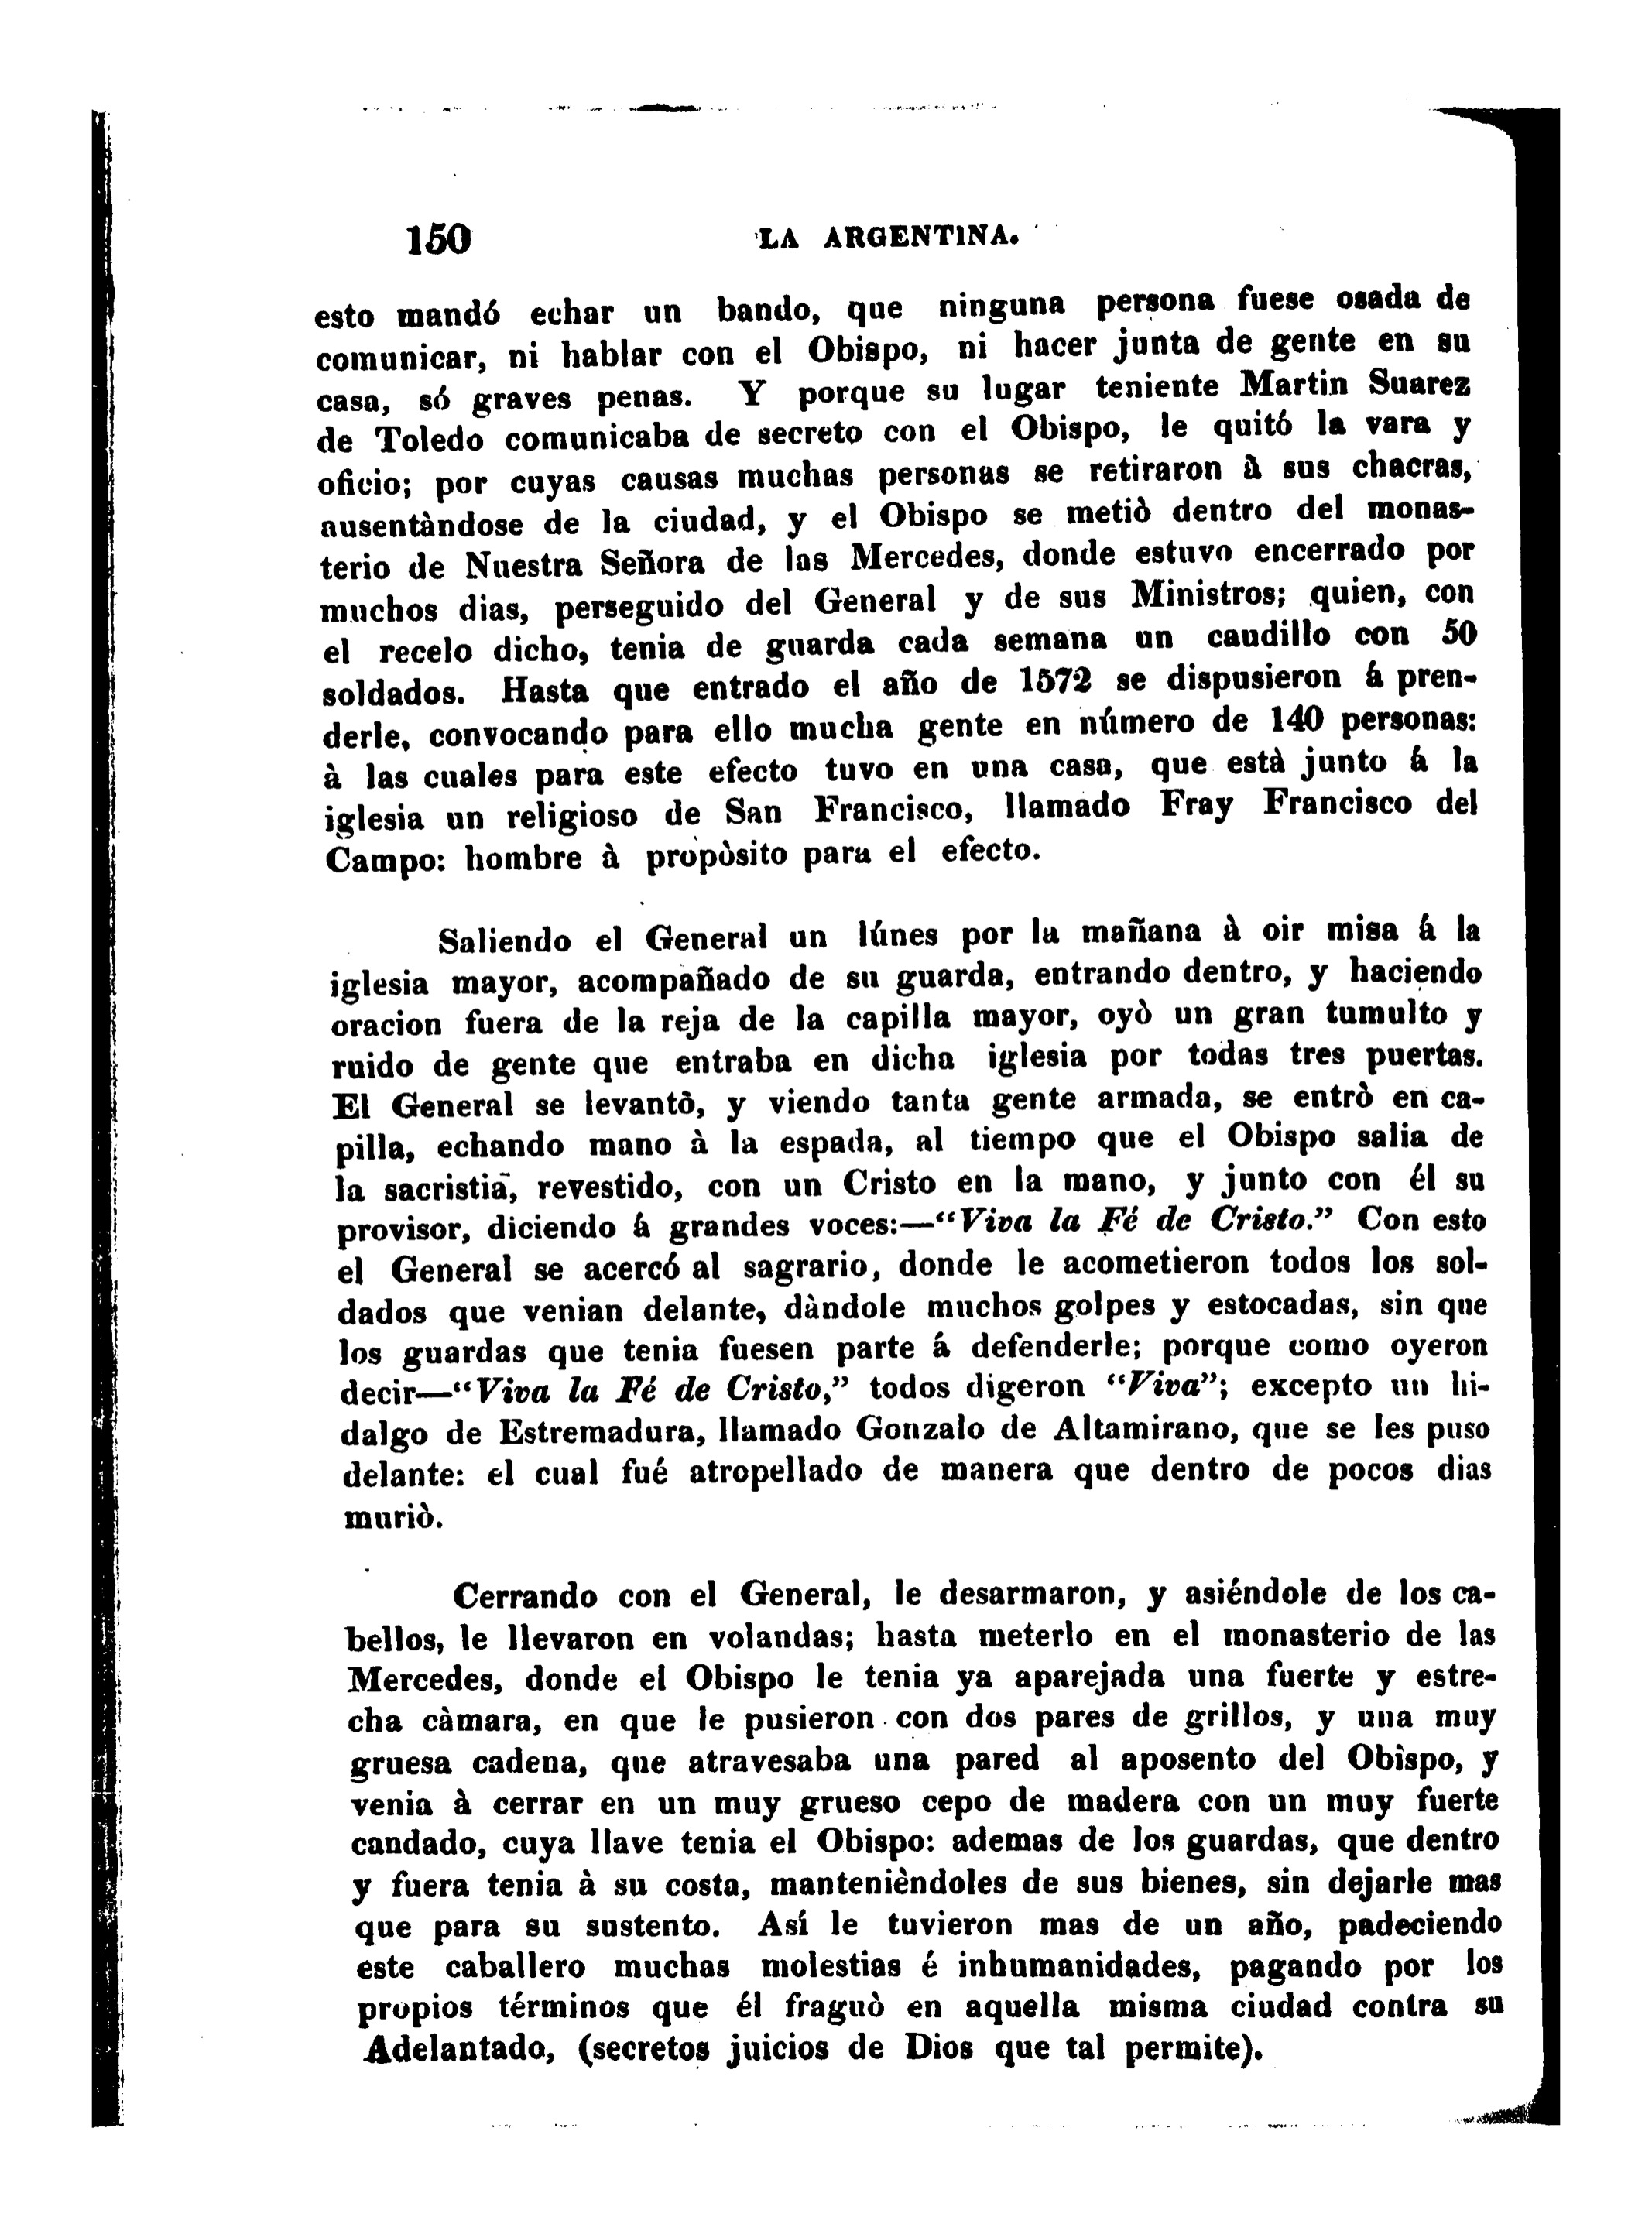 150 LA ARGENTINA.
esto mandó echar un bando, que ninguna persona fuese osada de
comunicar, ni hablar con el Obispo, ni hacer junta de gente en su
casa, só graves penas. Y porque su lugar teniente Martin Suarez
de Toledo comunicaba de secreto con el Obispo, le quitó la vara y
oficio; por cuyas causas muchas personas se retiraron à sus chacras,
ausentàndose de la ciudad, y el Obispo se metiò dentro del monas-
terio de Nuestra Señora de las Mercedes, donde estuvo encerrado por
muchos dias, perseguido del General y de sus Ministros; quien, con
el recelo dicho, tenia de guarda cada semana un caudillo con 50
soldados. Hasta que entrado el año de 1572 se dispusieron á pren-
derle, convocando para ello mucha gente en número de 140 personas:
à las cuales para este efecto tuvo en una casa, que està junto á la
iglesia un religioso de San Francisco, llamado Fray Francisco del
Campo: hombre à propòsito para el efecto.
Saliendo el General un lúnes por la mañana à oir misa á la
iglesia mayor, acompañado de su guarda, entrando dentro, y haciendo
oracion fuera de la reja de la capilla mayor, oyò un gran tumulto y
ruido de gente que entraba en dicha iglesia por todas tres puertas.
El General se levantò, y viendo tanta gente armada, se entrò en ca-
pilla, echando mano à la espada, al tiempo que el Obispo salia de
la sacristia, revestido, con un Cristo en la mano, y junto con él su
provisor, diciendo á grandes voces:—“Viva la Fé de Cristo.” Con esto
el General se acercó al sagrario, donde le acometieron todos los sol-
dados que venian delante, dàndole muchos golpes y estocadas, sin que
los guardas que tenia fuesen parte á defenderle; porque como oyeron
decir—“Viva la Fé de Cristo,” todos digeron “Viva”; excepto un hi-
dalgo de Estremadura, llamado Gonzalo de Altamirano, que se les puso
delante: el cual fué atropellado de manera que dentro de pocos dias
muriò.
Cerrando con el General, le desarmaron, y asiéndole de los ca-
bellos, le llevaron en volandas; hasta meterlo en el monasterio de las
Mercedes, donde el Obispo le tenia ya aparejada una fuerte y estre-
cha càmara, en que le pusieron con dos pares de grillos, y una muy
gruesa cadena, que atravesaba una pared al aposento del Obispo, y
venia à cerrar en un muy grueso cepo de madera con un muy fuerte
candado, cuya llave tenia el Obispo: ademas de los guardas, que dentro
y fuera tenia à su costa, mantenièndoles de sus bienes, sin dejarle mas
que para su sustento. Así le tuvieron mas de un año, padeciendo
este caballero muchas molestias é inhumanidades, pagando por los
propios términos que él fraguò en aquella misma ciudad contra su
Adelantado, (secretos juicios de Dios que tal permite).